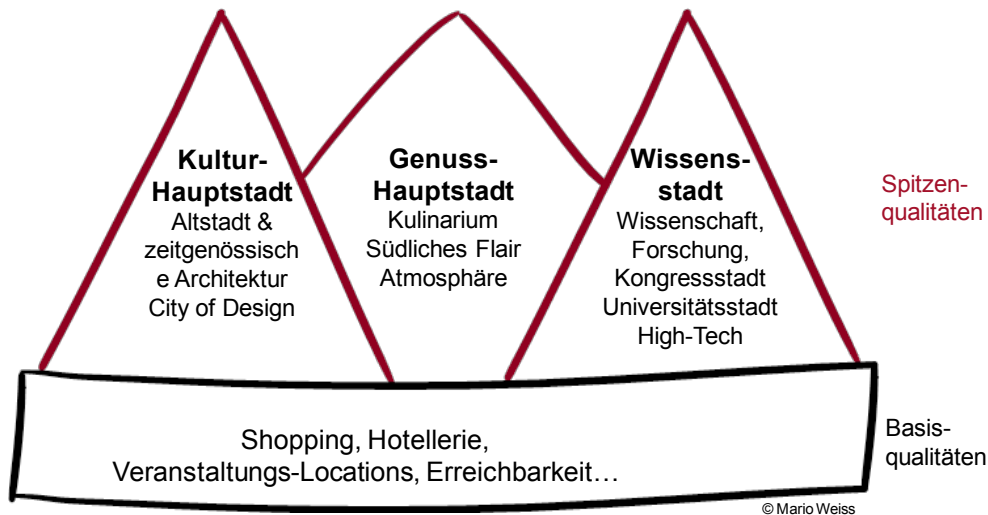 Kultur-
Hauptstadt
Altstadt &
zeitgenössisch
e Architektur
City of Design
Genuss-
Hauptstadt
Kulinarium
Südliches Flair
Atmosphäre
Wissens-
stadt
Wissenschaft,
Forschung,
Kongressstadt
Universitätsstadt
High-Tech
Spitzen-
qualitäten
Shopping, Hotellerie,
Veranstaltungs-Locations, Erreichbarkeit…
Basis-
qualitäten
© Mario Weiss